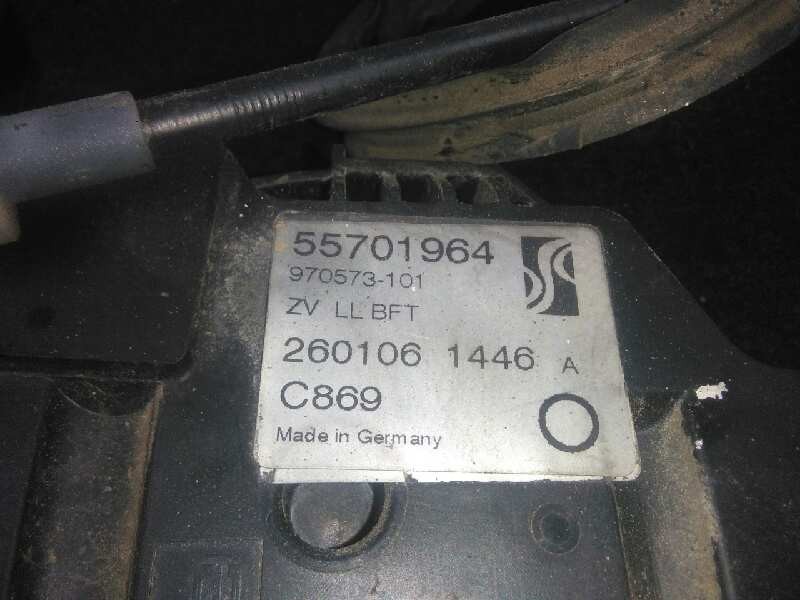 55701964
970573-101
ZV LL BFT
260106 1446 A
C869
Made in Germany